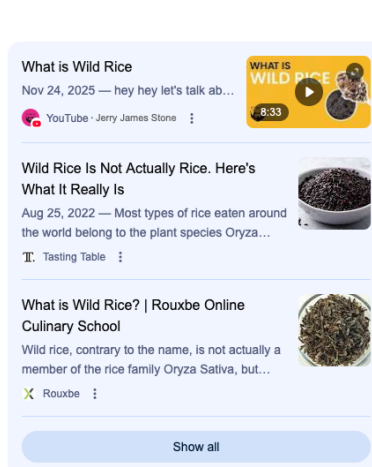 What is Wild Rice
Nov 24, 2025 — hey hey let's talk ab...
YouTube · Jerry James Stone
WHAT IS
WILD RICE
8:33
Wild Rice Is Not Actually Rice. Here's
What It Really Is
Aug 25, 2022 — Most types of rice eaten around
the world belong to the plant species Oryza...
T. Tasting Table
What is Wild Rice? | Rouxbe Online
Culinary School
Wild rice, contrary to the name, is not actually a
member of the rice family Oryza Sativa, but...
Rouxbe
Show all